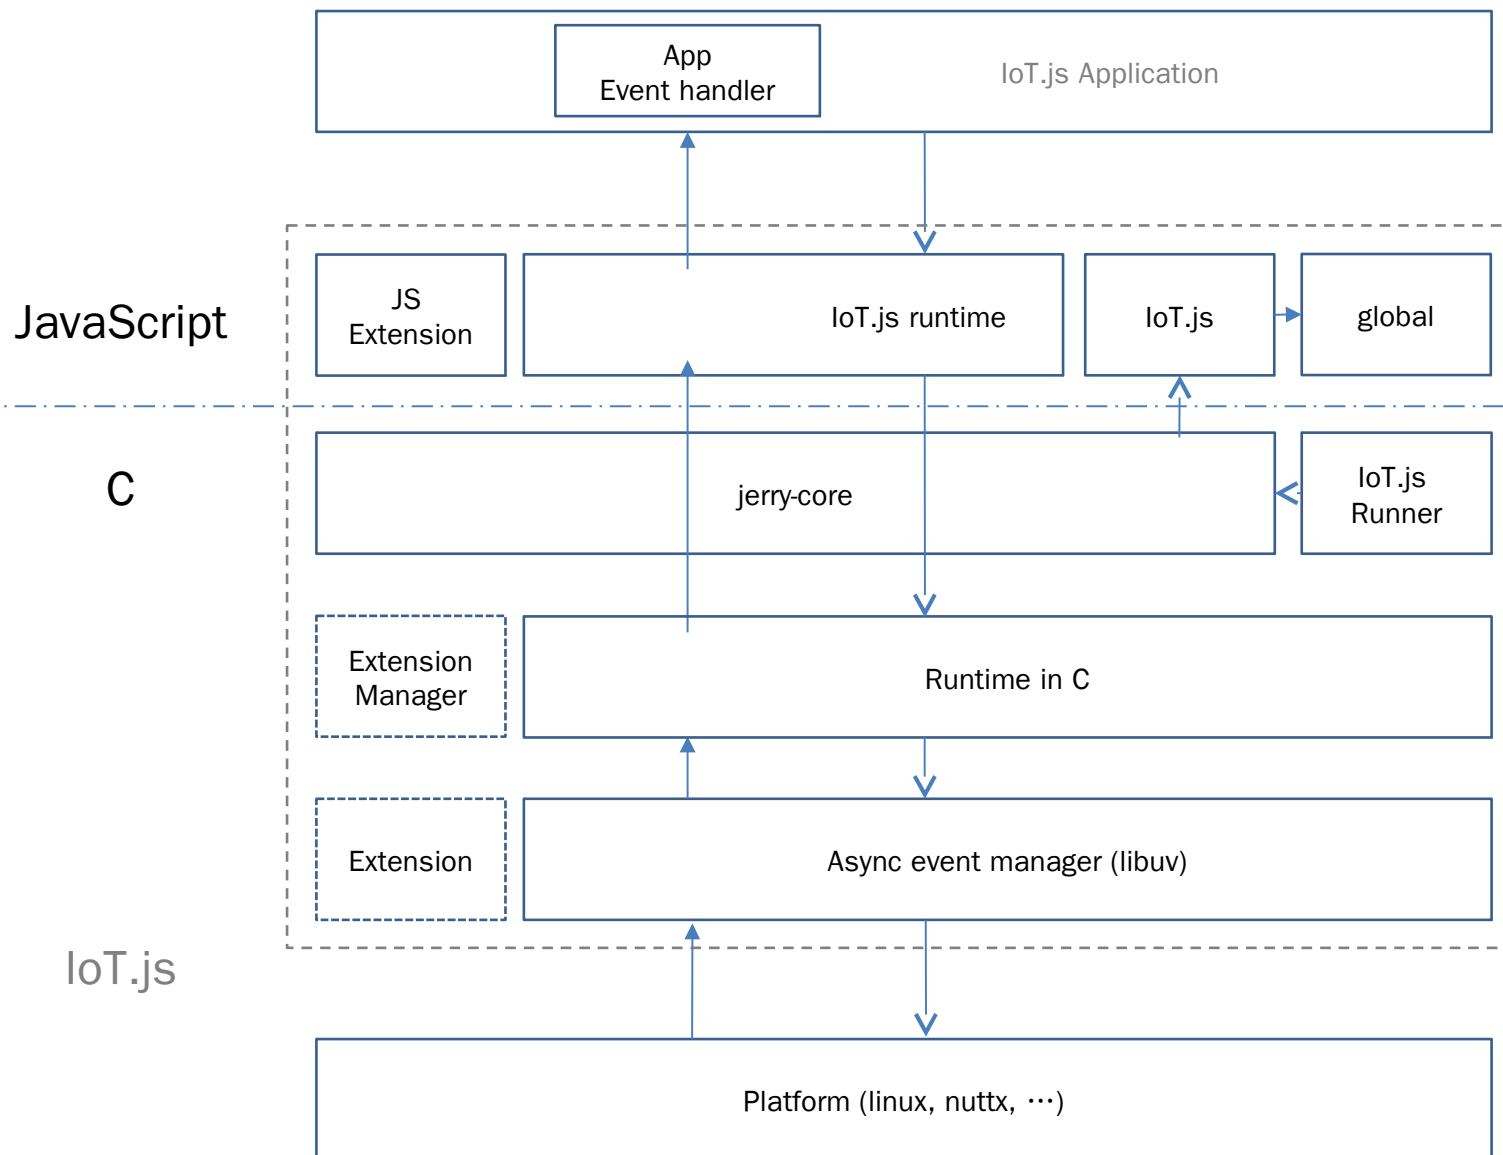 App
Event handler
IoT.js Application
JavaScript
JS
Extension
IoT.js runtime
IoT.js
global
C
jerry-core
IoT.js
Runner
Extension
Manager
Runtime in C
Extension
Async event manager (libuv)
IoT.js
Platform (linux, nuttx, ⋯)